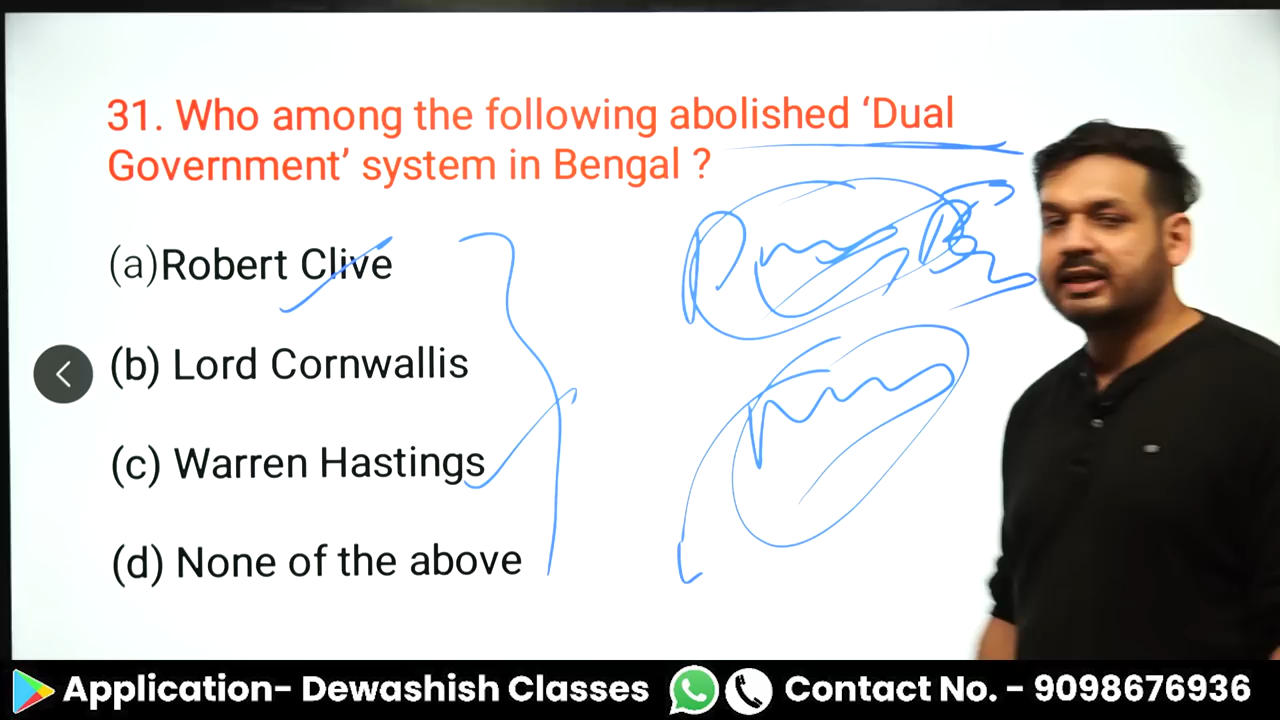 31. Who among the following abolished ‘Dual
Government’ system in Bengal ?
(a)Robert Clive
(b) Lord Cornwallis
(c) Warren Hastings
(d) None of the above
Application- Dewashish Classes
Contact No. - 9098676936